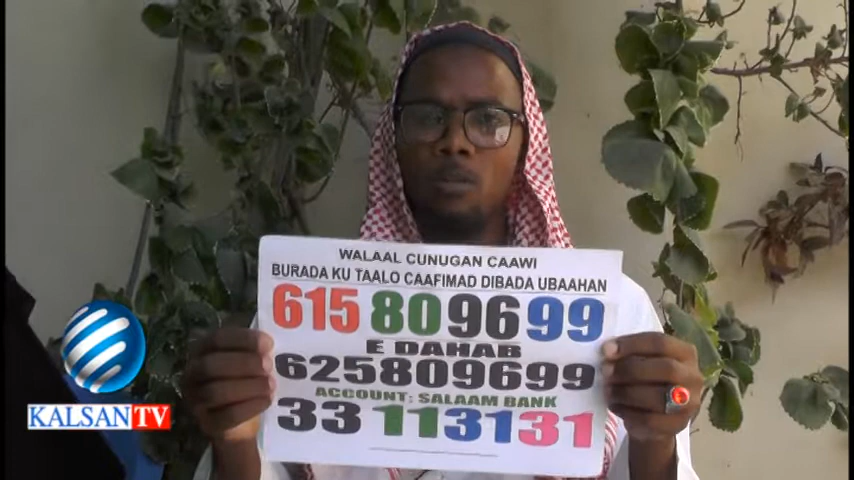 WALAAL CUNUGAN CAAWI
BURADA KU TAALO CAAFIMAD DIBADA UBAAHAN
615 80 96 99
E DAHAB
625809699
ACCOUNT: SALAAM BANK
33 113131
KALSAN TV